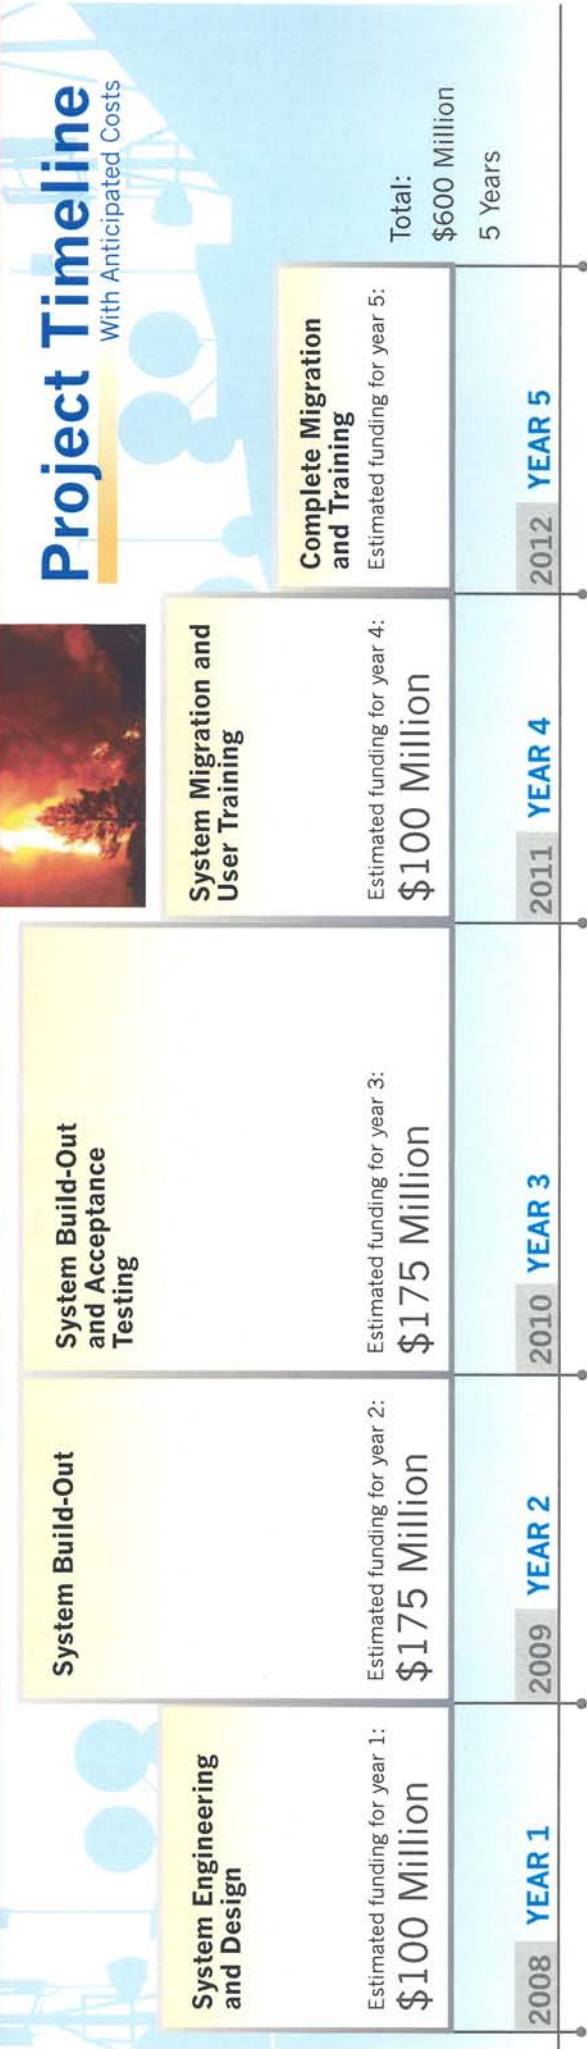 Project Timeline
With Anticipated Costs
System Engineering
and Design
Estimated funding for year 1:
$100 Million
2008 YEAR 1
System Build-Out
Estimated funding for year 2:
$175 Million
2009 YEAR 2
System Build-Out
and Acceptance
Testing
Estimated funding for year 3:
$175 Million
2010 YEAR 3
System Migration and
User Training
Estimated funding for year 4:
$100 Million
2011 YEAR 4
Complete Migration
and Training
Estimated funding for year 5:
2012 YEAR 5
Total:
$600 Million
5 Years